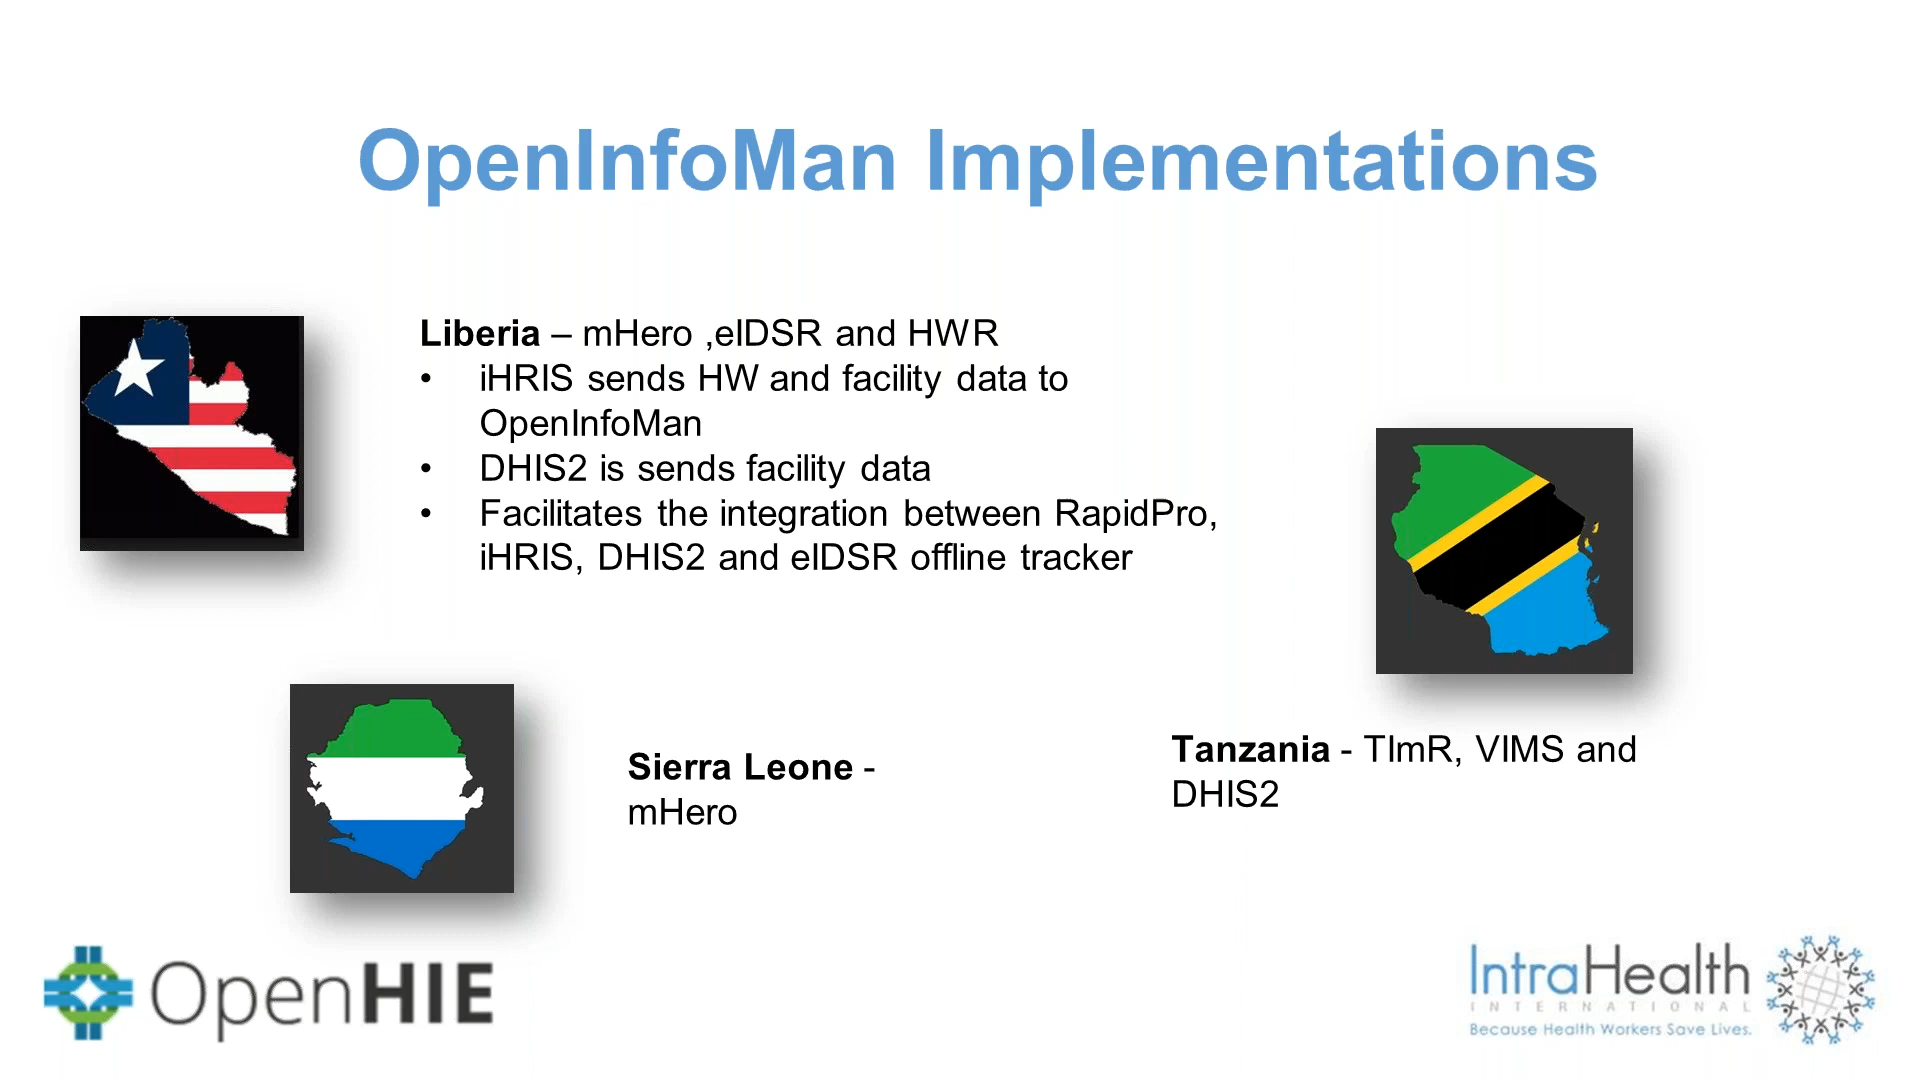 OpenInfoMan Implementations
Liberia – mHero ,eIDSR and HWR
• iHRIS sends HW and facility data to
OpenInfoMan
• DHIS2 is sends facility data
• Facilitates the integration between RapidPro,
iHRIS, DHIS2 and eIDSR offline tracker
Sierra Leone -
mHero
Tanzania - TImR, VIMS and
DHIS2
OpenHIE
IntraHealth
INTERNATIONAL
Because Health Workers Save Lives.